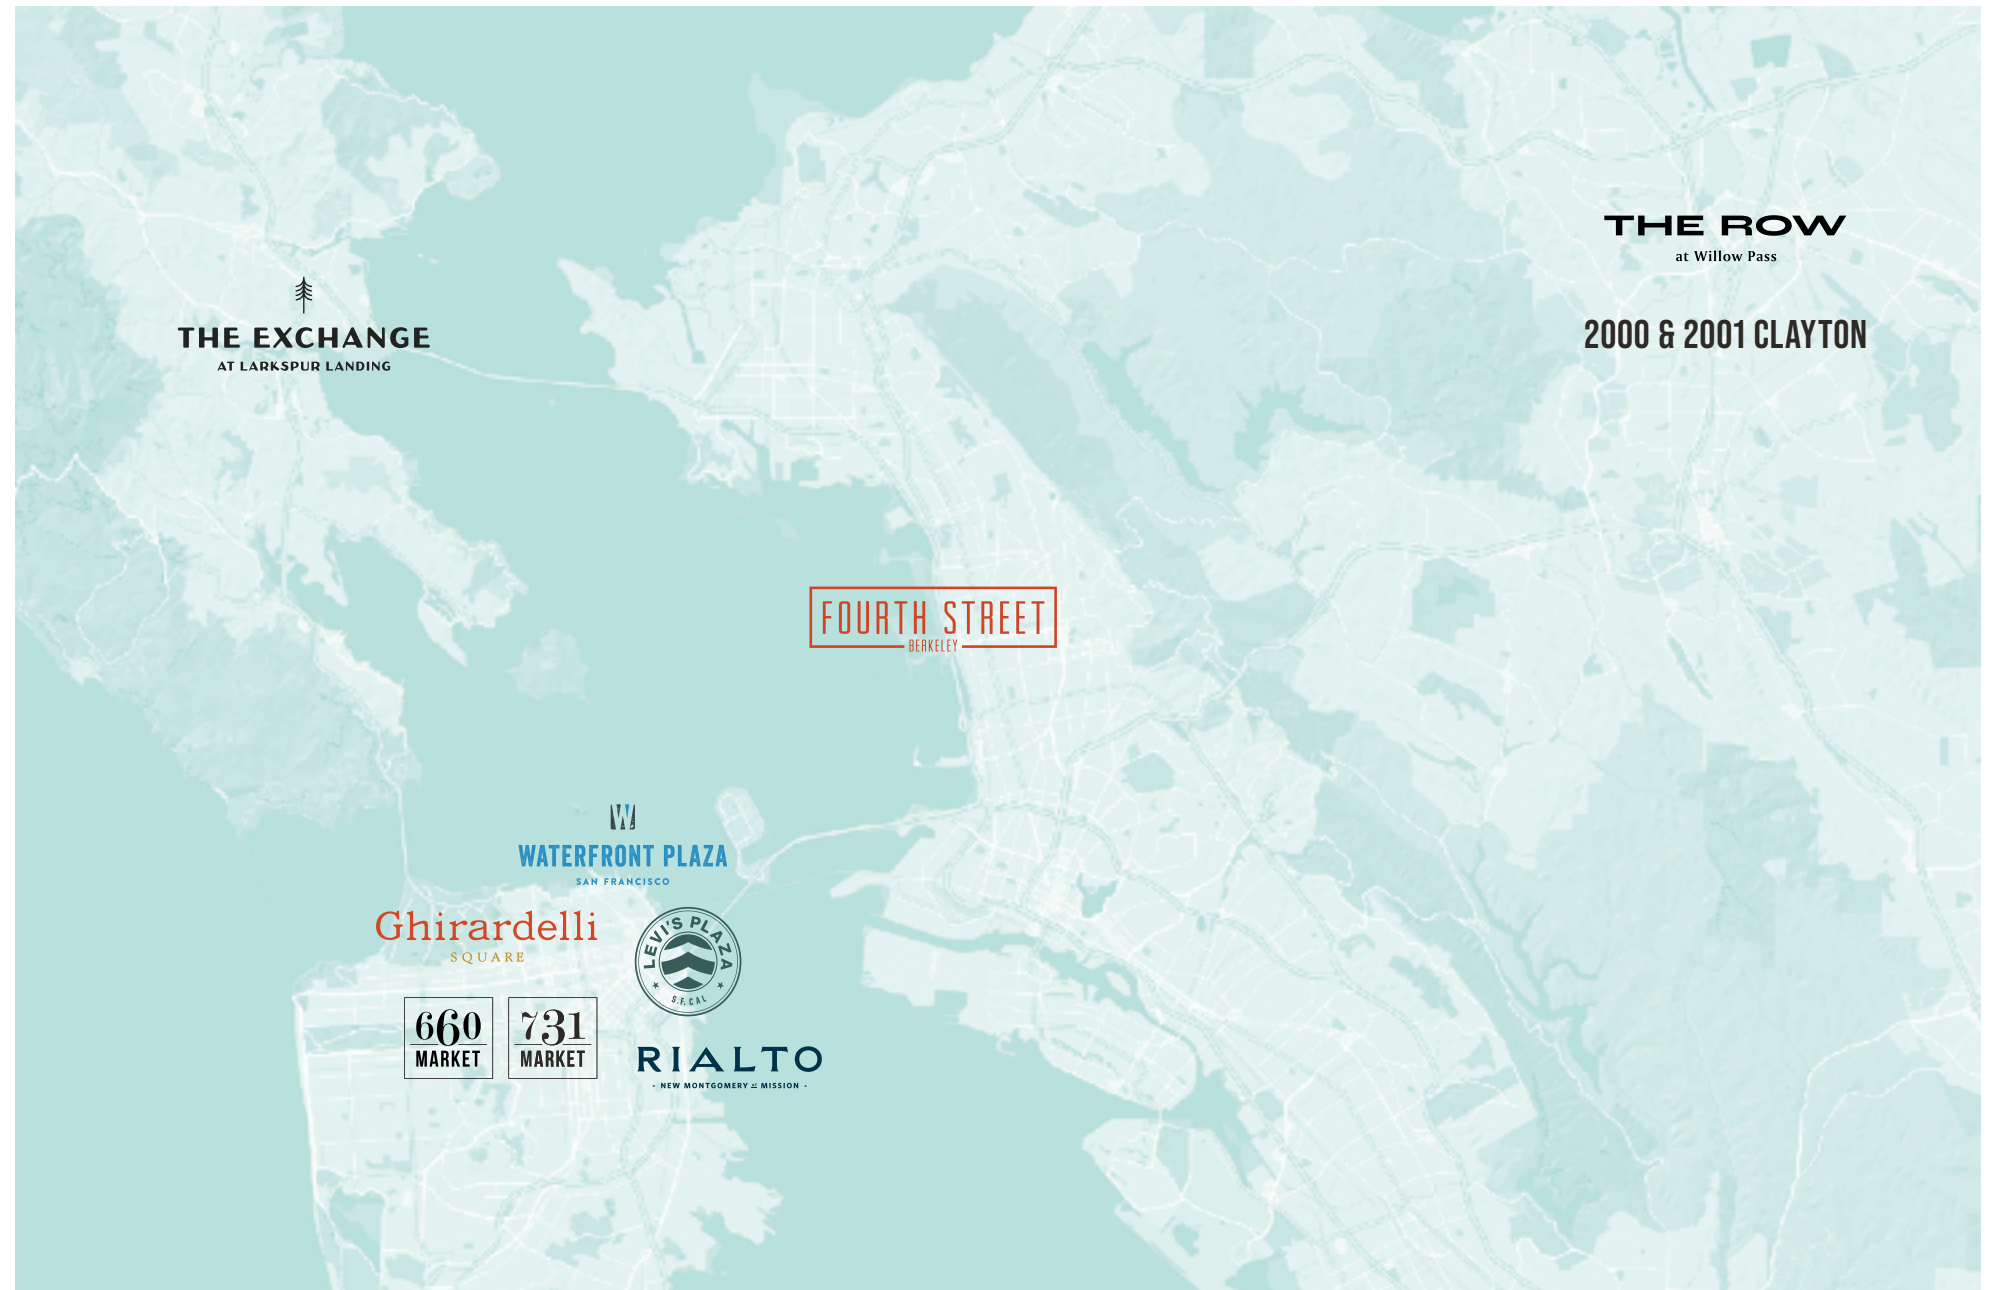 THE ROW
at Willow Pass
THE EXCHANGE
AT LARKSPUR LANDING
2000 & 2001 CLAYTON
FOURTH STREET
BERKELEY
W
WATERFRONT PLAZA
SAN FRANCISCO
Ghirardelli
SQUARE
LEVI'S PLAZA
S.F. CAL
660
MARKET
731
MARKET
RIALTO
- NEW MONTGOMERY AT MISSION -